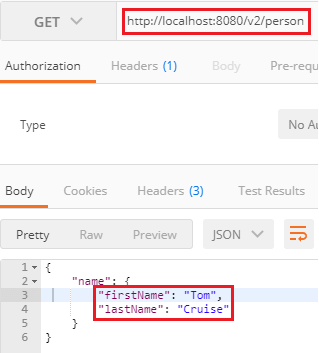 GET http://localhost:8080/v2/person
Authorization Headers (1) Body Pre-requ
Type No Au
Body Cookies Headers (3) Test Results
Pretty Raw Preview JSON
1 {
2 "name": {
3 "firstName": "Tom",
4 "lastName": "Cruise"
5 }
6 }